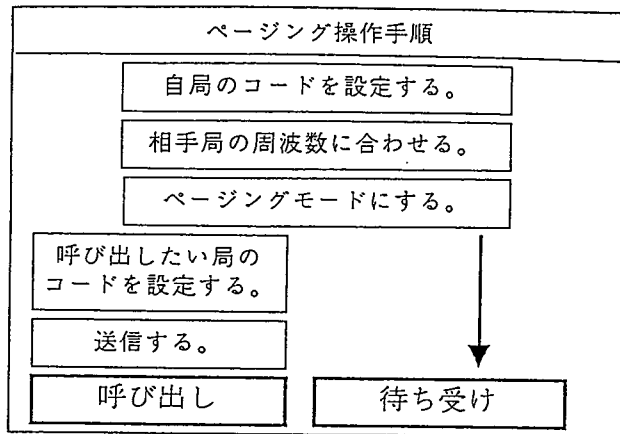 ページング操作手順
自局のコードを設定する。
相手局の周波数に合わせる。
ページングモードにする。
呼び出したい局の
コードを設定する。
送信する。
呼び出し
待ち受け